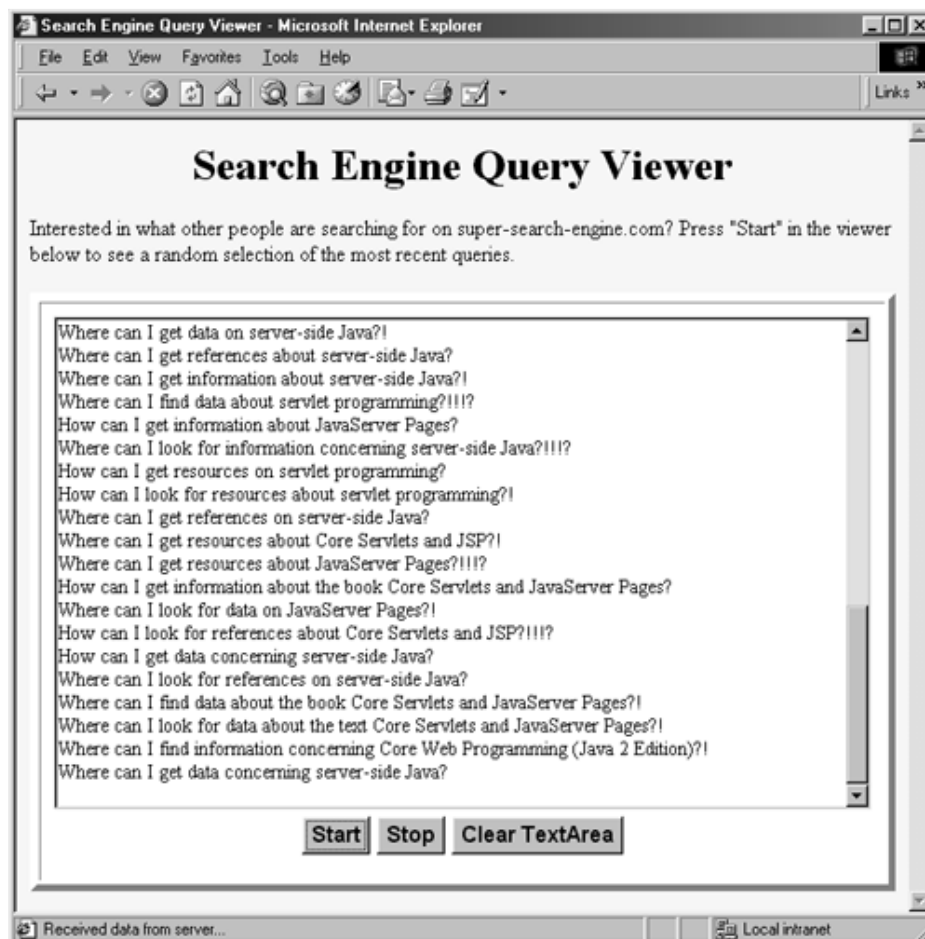 Search Engine Query Viewer - Microsoft Internet Explorer
File Edit View Favorites Tools Help
Links »
Search Engine Query Viewer
Interested in what other people are searching for on super-search-engine.com? Press "Start" in the viewer
below to see a random selection of the most recent queries.
Where can I get data on server-side Java?!
Where can I get references about server-side Java?
Where can I get information about server-side Java?!
Where can I find data about servlet programming?!!!?
How can I get information about JavaServer Pages?
Where can I look for information concerning server-side Java?!!!?
How can I get resources on servlet programming?
How can I look for resources about servlet programming?!
Where can I get references on server-side Java?
Where can I get resources about Core Servlets and JSP?!
Where can I get resources about JavaServer Pages?!!!?
How can I get information about the book Core Servlets and JavaServer Pages?
Where can I look for data on JavaServer Pages?!
How can I look for references about Core Servlets and JSP?!!!?
How can I get data concerning server-side Java?
Where can I look for references on server-side Java?
Where can I find data about the book Core Servlets and JavaServer Pages?!
Where can I look for data about the text Core Servlets and JavaServer Pages?!
Where can I find information concerning Core Web Programming (Java 2 Edition)?!
Where can I get data concerning server-side Java?
Start Stop Clear TextArea
Received data from server... Local intranet